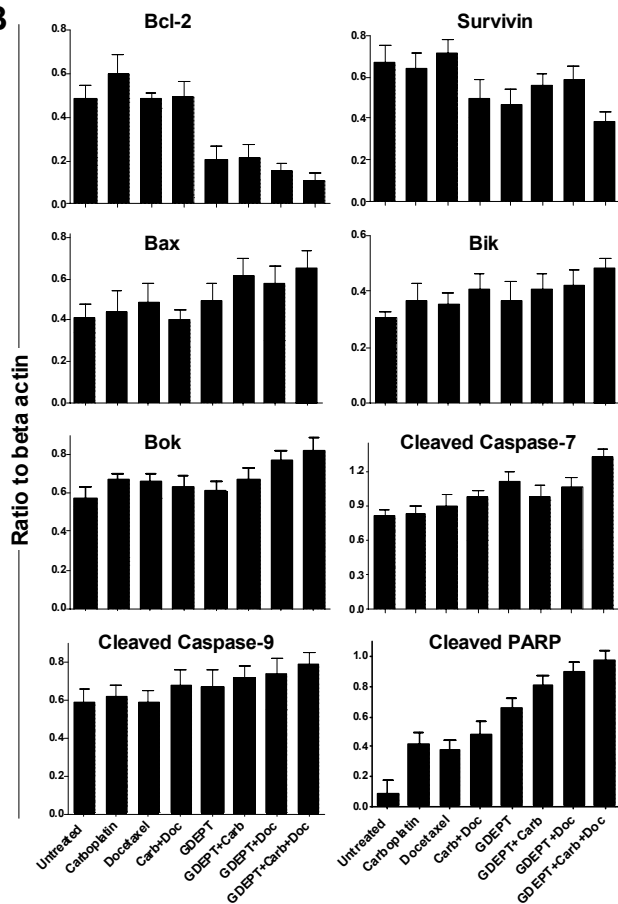 B
Bcl-2
0.8
0.6
0.4
0.2
0.0
Survivin
0.8
0.6
0.4
0.2
0.0
Bax
0.8
0.6
0.4
0.2
0.0
Bik
0.6
0.4
0.2
0.0
Ratio to beta actin
Bok
0.8
0.6
0.4
0.2
0.0
Cleaved Caspase-7
1.2
0.9
0.6
0.3
0.0
Cleaved Caspase-9
0.8
0.6
0.4
0.2
0.0
Cleaved PARP
1.0
0.8
0.6
0.4
0.2
0.0
Untreated
Carboplatin
Docetaxel
Carb+Doc
GDEPT
GDEPT+Carb
GDEPT+Doc
GDEPT+Carb+Doc
Untreated
Carboplatin
Docetaxel
Carb+Doc
GDEPT
GDEPT+Carb
GDEPT+Doc
GDEPT+Carb+Doc